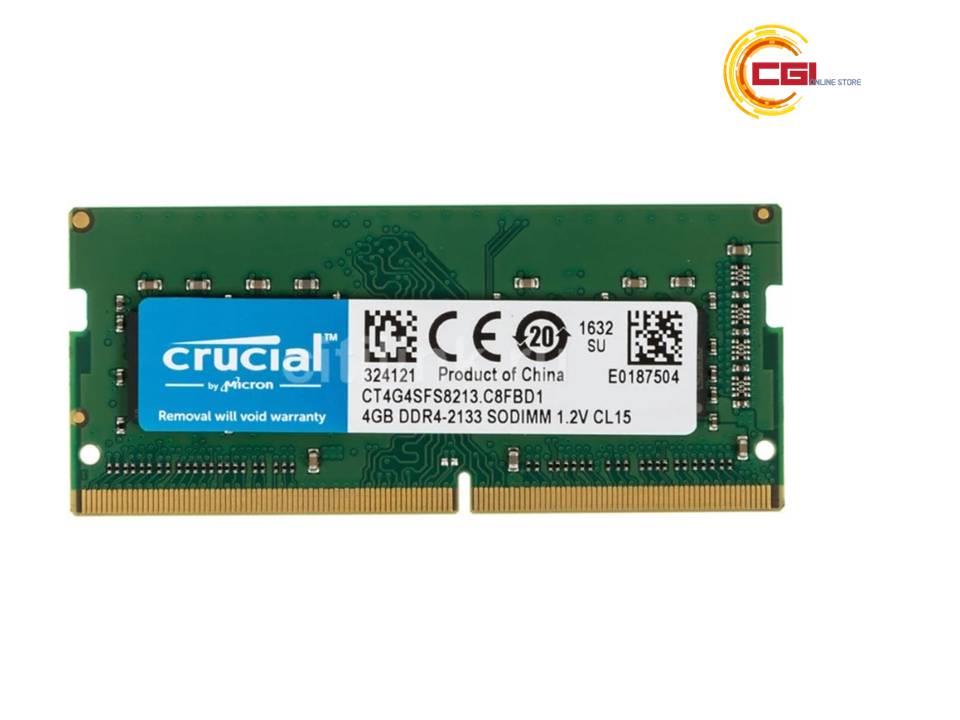 CGI
ONLINE STORE
crucial™
by Micron
Removal will void warranty
CE 20 1632
SU
324121 Product of China E0187504
CT4G4SFS8213.C8FBD1
4GB DDR4-2133 SODIMM 1.2V CL15